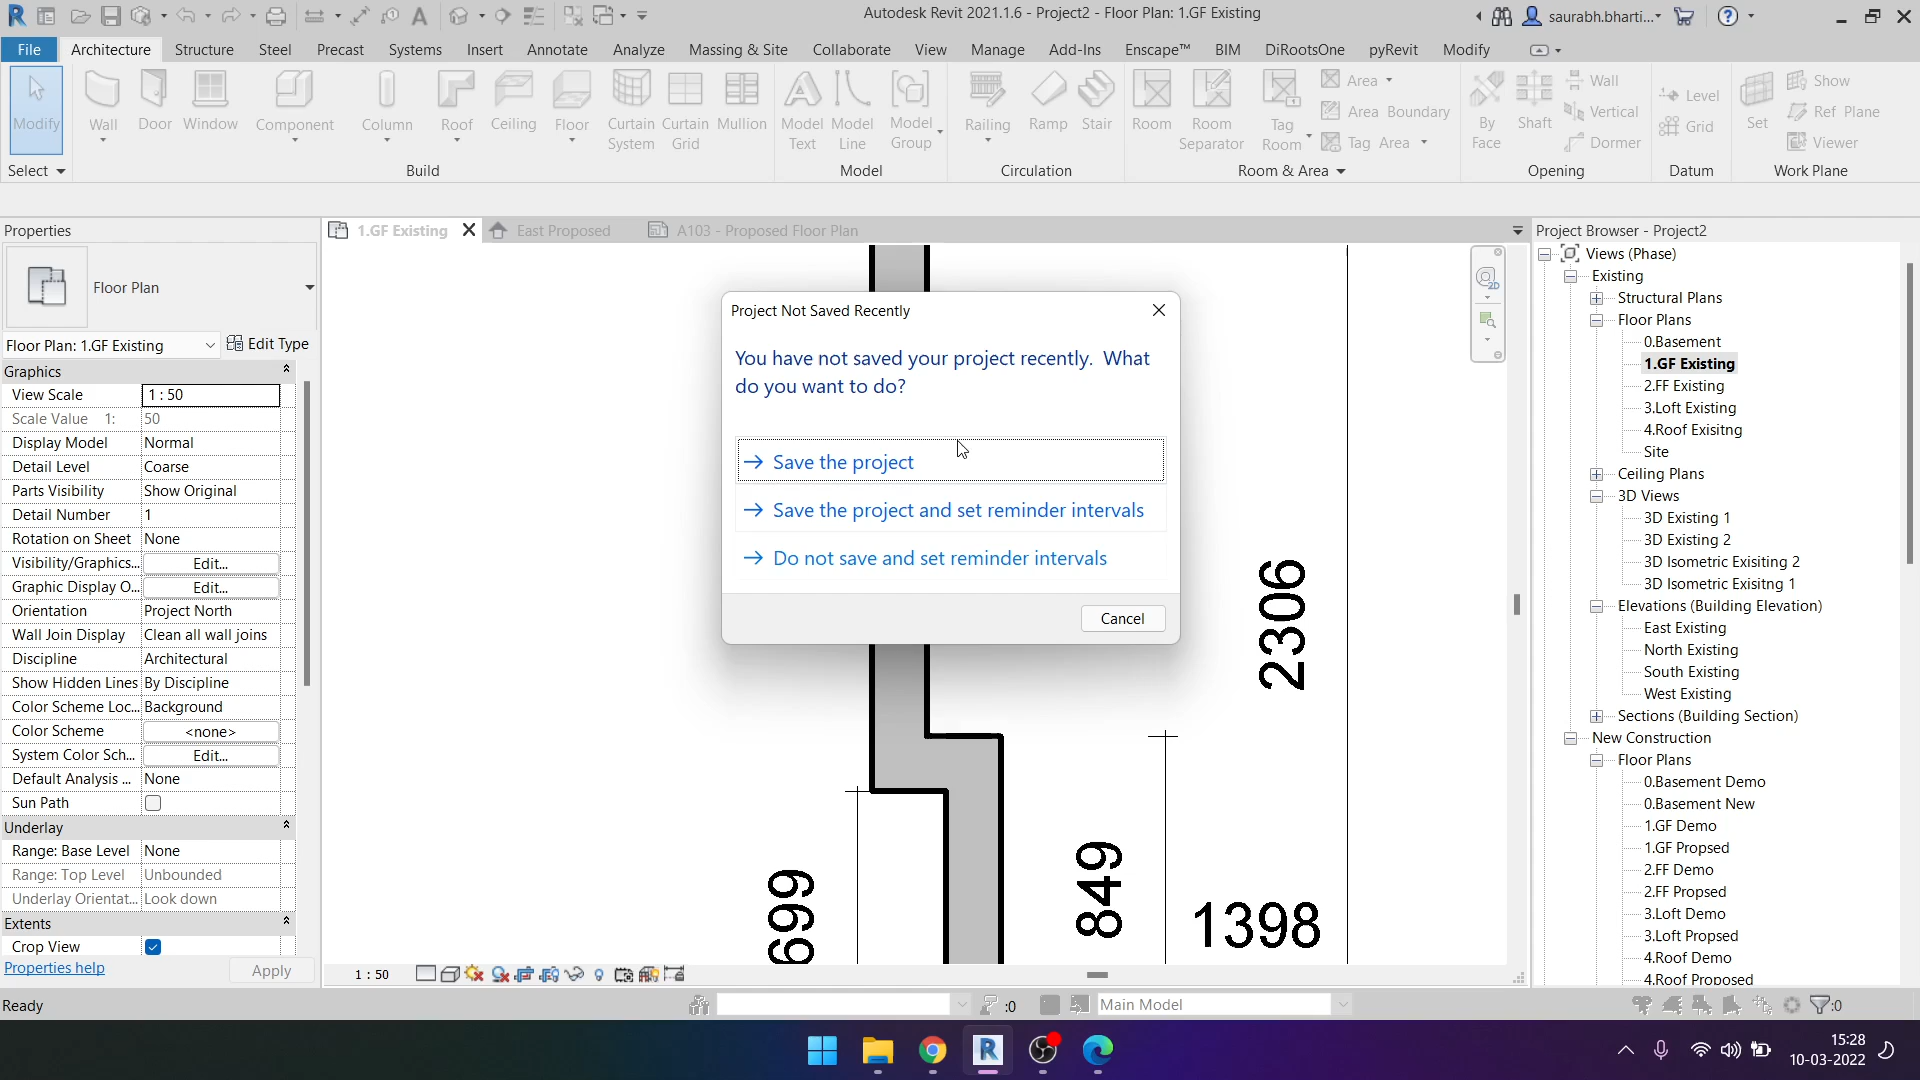 Autodesk Revit 2021.1.6 - Project2 - Floor Plan: 1.GF Existing
saurabh.bharti...
File Architecture Structure Steel Precast Systems Insert Annotate Analyze Massing & Site Collaborate View Manage Add-Ins Enscape™ BIM DiRootsOne pyRevit Modify
Modify
Wall
Door
Window
Component
Column
Roof
Ceiling
Floor
Curtain System
Curtain Grid
Mullion
Model Text
Model Line
Model Group
Railing
Ramp
Stair
Room
Room Separator
Tag Room
Area
Area Boundary
Tag Area
By Face
Shaft
Wall
Vertical
Dormer
Level
Grid
Set
Show
Ref Plane
Viewer
Select
Build
Model
Circulation
Room & Area
Opening
Datum
Work Plane
Properties
Floor Plan
Floor Plan: 1.GF Existing
Edit Type
Graphics
View Scale 1 : 50
Scale Value 1: 50
Display Model Normal
Detail Level Coarse
Parts Visibility Show Original
Detail Number 1
Rotation on Sheet None
Visibility/Graphics... Edit...
Graphic Display O... Edit...
Orientation Project North
Wall Join Display Clean all wall joins
Discipline Architectural
Show Hidden Lines By Discipline
Color Scheme Loc... Background
Color Scheme <none>
System Color Sch... Edit...
Default Analysis ... None
Sun Path
Underlay
Range: Base Level None
Range: Top Level Unbounded
Underlay Orientat... Look down
Extents
Crop View
Properties help
Apply
1.GF Existing
East Proposed
A103 - Proposed Floor Plan
Project Not Saved Recently
You have not saved your project recently. What
do you want to do?
Save the project
Save the project and set reminder intervals
Do not save and set reminder intervals
Cancel
2306
849
699
1398
2D
1 : 50
Project Browser - Project2
Views (Phase)
Existing
Structural Plans
Floor Plans
0.Basement
1.GF Existing
2.FF Existing
3.Loft Existing
4.Roof Exisitng
Site
Ceiling Plans
3D Views
3D Existing 1
3D Existing 2
3D Isometric Exisiting 2
3D Isometric Exisitng 1
Elevations (Building Elevation)
East Existing
North Existing
South Existing
West Existing
Sections (Building Section)
New Construction
Floor Plans
0.Basement Demo
0.Basement New
1.GF Demo
1.GF Propsed
2.FF Demo
2.FF Propsed
3.Loft Demo
3.Loft Propsed
4.Roof Demo
4.Roof Proposed
Ready
:0
Main Model
:0
15:28
10-03-2022